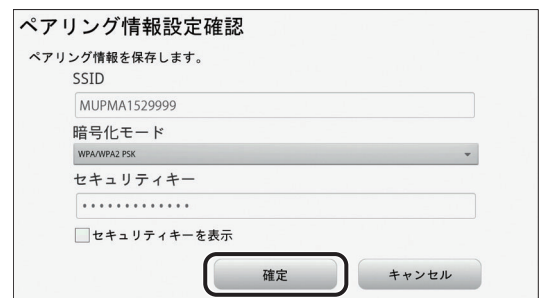 ペアリング情報設定確認
ペアリング情報を保存します。
SSID
MUPMA1529999
暗号化モード
WPA/WPA2 PSK
セキュリティキー
•••••••••••••
セキュリティキーを表示
確定 キャンセル